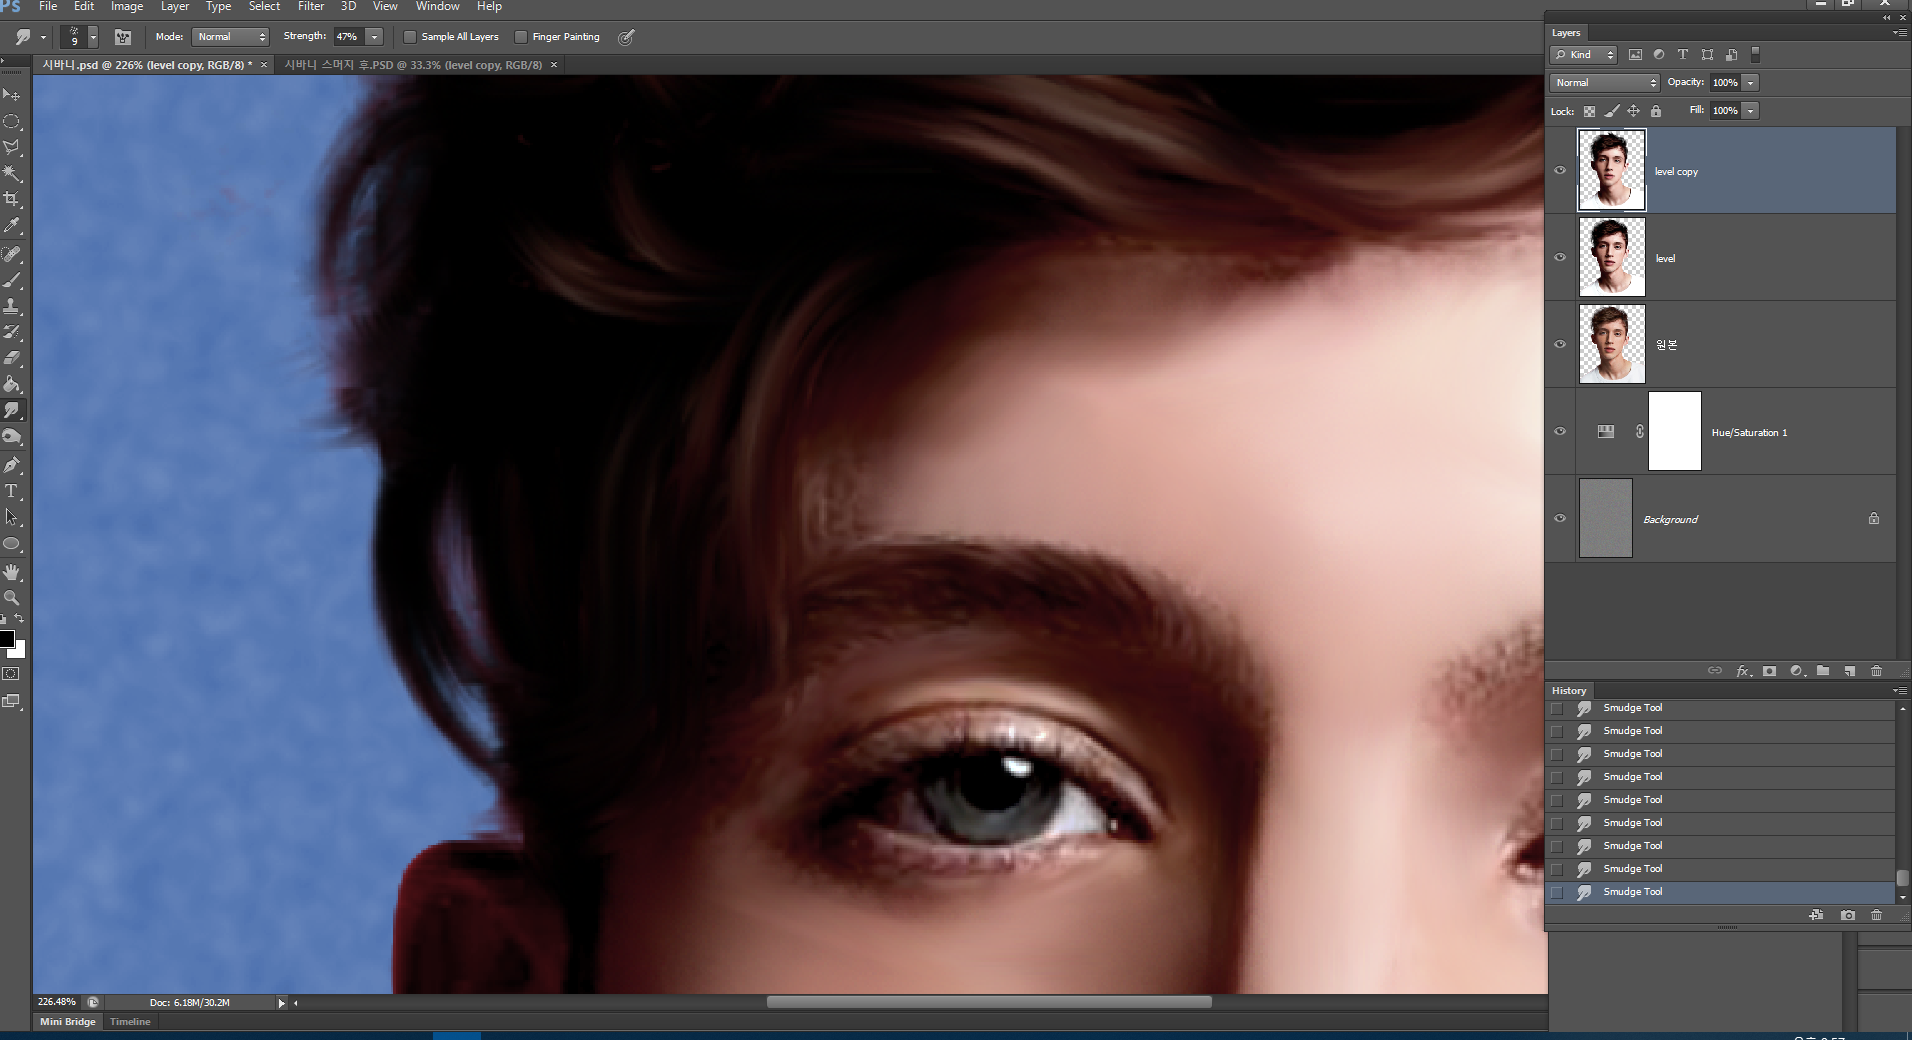 Ps File Edit Image Layer Type Select Filter 3D View Window Help
9 Mode: Normal Strength: 47% Sample All Layers Finger Painting
시바니.psd @ 226% (level copy, RGB/8) * × 시바니 스머지 후.PSD @ 33.3% (level copy, RGB/8) ×
Layers
Kind
Normal Opacity: 100%
Lock: Fill: 100%
level copy
level
원본
Hue/Saturation 1
Background
fx
History
Smudge Tool
Smudge Tool
Smudge Tool
Smudge Tool
Smudge Tool
Smudge Tool
Smudge Tool
Smudge Tool
Smudge Tool
226.48% Doc: 6.18M/30.2M
Mini Bridge Timeline